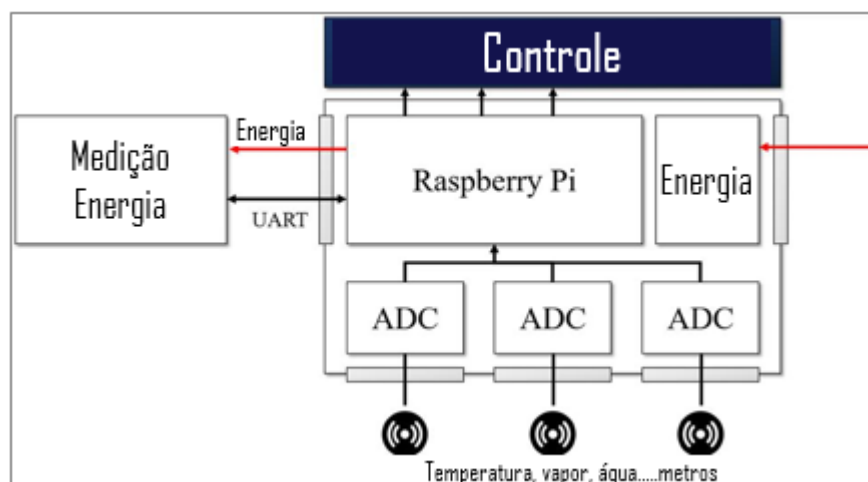 Controle
Energia
Medição
Energia
Raspberry Pi
Energia
UART
ADC
ADC
ADC
Temperatura, vapor, água.....metros